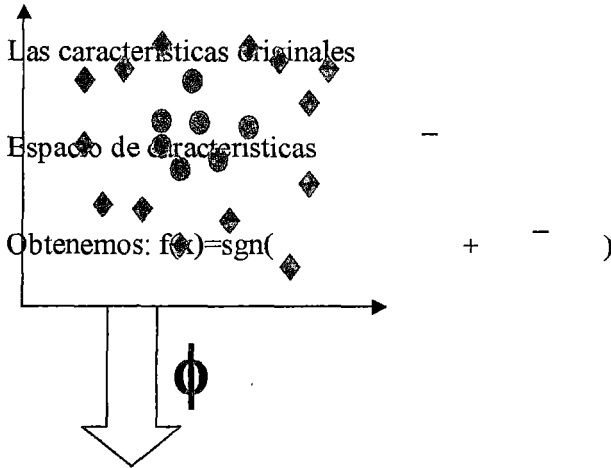 Las características originales
Espacio de características
Obtenemos: f(x)=sgn( + )
ϕ